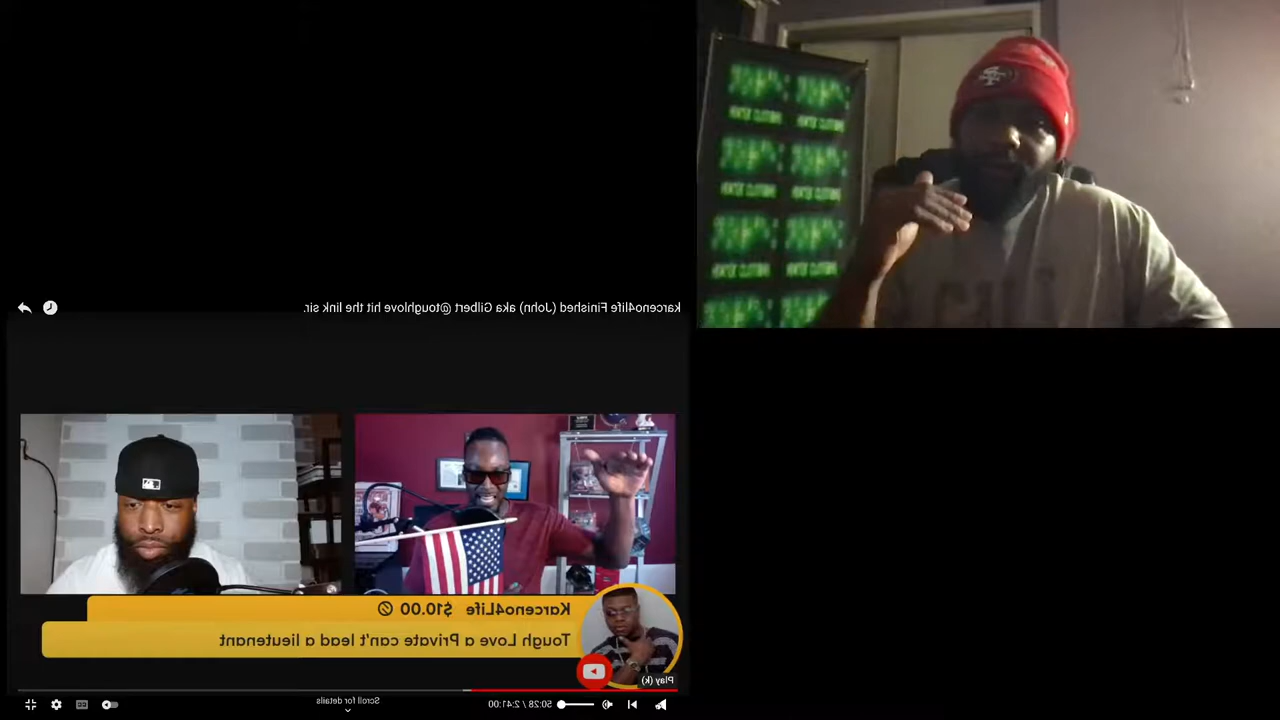 karceno4life Finished (John) aka Gilbert @toughlove hit the link sir.
Karceno4Life $10.00
Tough Love a Private can't lead a lieutenant
Play (k)
50:28 / 2:41:00
Scroll for details